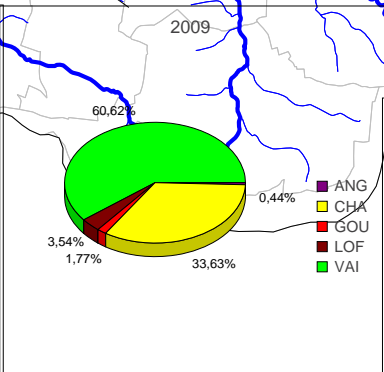 2009
60,62%
0,44%
3,54%
1,77%
33,63%
ANG
CHA
GOU
LOF
VAI